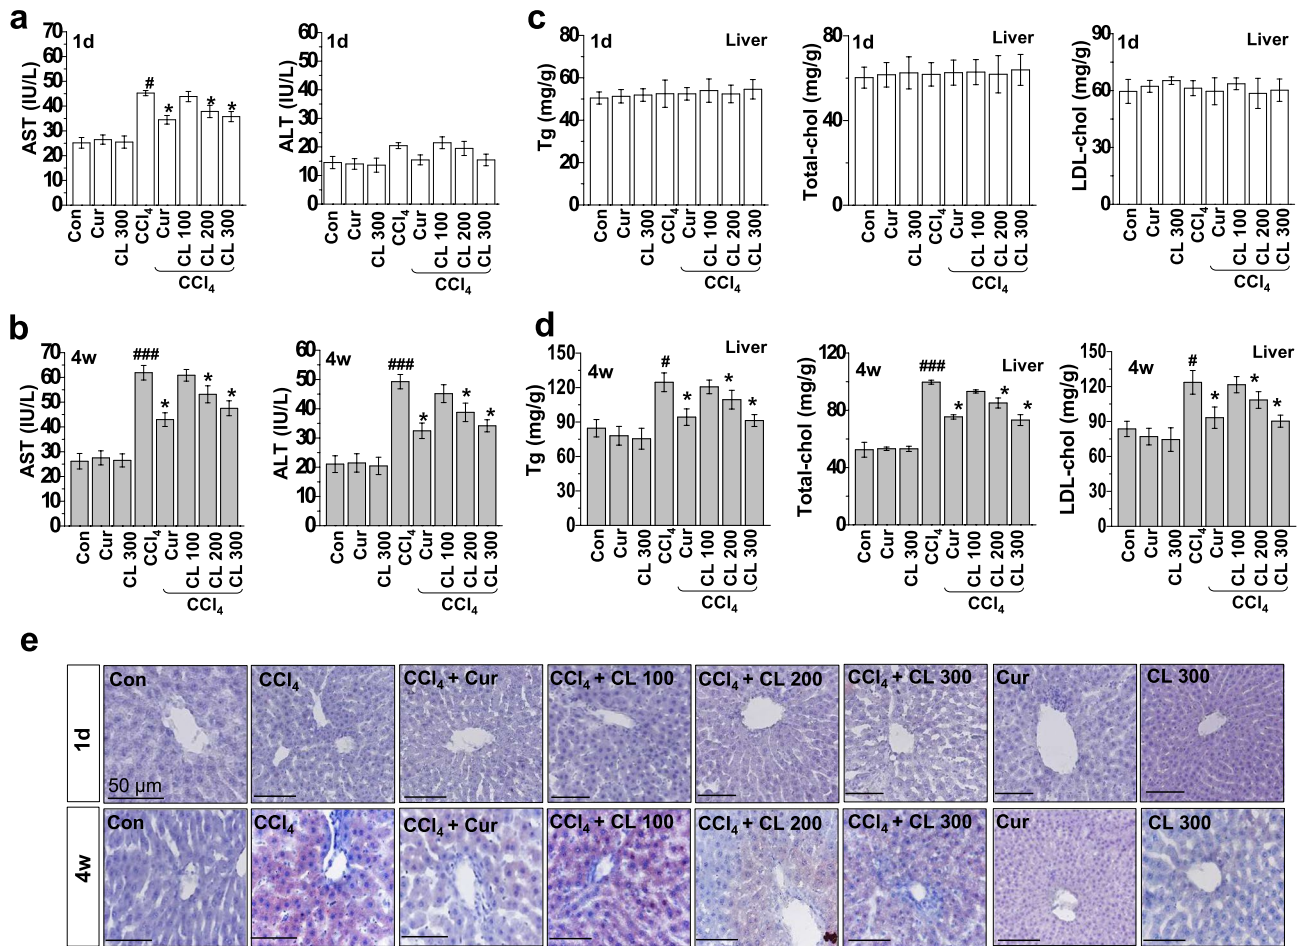 a
1d
AST (IU/L)
70
60
50
40
30
20
10
0
#
*
*
*
Con
Cur
CL 300
CCl4
Cur
CL 100
CL 200
CL 300
CCl4
1d
ALT (IU/L)
60
50
40
30
20
10
0
Con
Cur
CL 300
CCl4
Cur
CL 100
CL 200
CL 300
CCl4
c
1d
Liver
Tg (mg/g)
80
60
40
20
0
Con
Cur
CL 300
CCl4
Cur
CL 100
CL 200
CL 300
CCl4
1d
Liver
Total-chol (mg/g)
80
40
0
Con
Cur
CL 300
CCl4
Cur
CL 100
CL 200
CL 300
CCl4
1d
Liver
LDL-chol (mg/g)
90
60
30
0
Con
Cur
CL 300
CCl4
Cur
CL 100
CL 200
CL 300
CCl4
b
4w
AST (IU/L)
70
60
50
40
30
20
10
0
###
*
*
*
Con
Cur
CL 300
CCl4
Cur
CL 100
CL 200
CL 300
CCl4
4w
ALT (IU/L)
60
50
40
30
20
10
0
###
*
*
*
Con
Cur
CL 300
CCl4
Cur
CL 100
CL 200
CL 300
CCl4
d
4w
Liver
Tg (mg/g)
150
120
90
60
30
0
#
*
*
*
Con
Cur
CL 300
CCl4
Cur
CL 100
CL 200
CL 300
CCl4
4w
Liver
Total-chol (mg/g)
120
80
40
0
###
*
*
*
Con
Cur
CL 300
CCl4
Cur
CL 100
CL 200
CL 300
CCl4
4w
Liver
LDL-chol (mg/g)
150
120
90
60
30
0
#
*
*
*
Con
Cur
CL 300
CCl4
Cur
CL 100
CL 200
CL 300
CCl4
e
1d
Con
50 µm
CCl4
CCl4 + Cur
CCl4 + CL 100
CCl4 + CL 200
CCl4 + CL 300
Cur
CL 300
4w
Con
CCl4
CCl4 + Cur
CCl4 + CL 100
CCl4 + CL 200
CCl4 + CL 300
Cur
CL 300